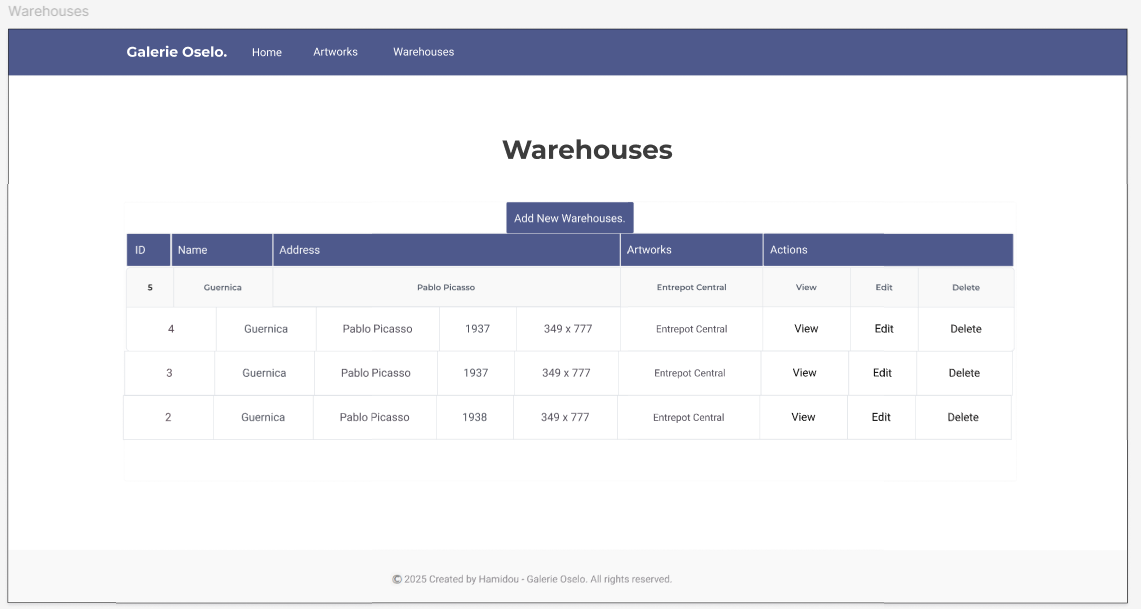 Warehouses
Galerie Oselo. Home Artworks Warehouses
Warehouses
Add New Warehouses.
ID Name Address Artworks Actions
5 Guernica Pablo Picasso Entrepot Central View Edit Delete
4 Guernica Pablo Picasso 1937 349 x 777 Entrepot Central View Edit Delete
3 Guernica Pablo Picasso 1937 349 x 777 Entrepot Central View Edit Delete
2 Guernica Pablo Picasso 1938 349 x 777 Entrepot Central View Edit Delete
© 2025 Created by Hamidou - Galerie Oselo. All rights reserved.